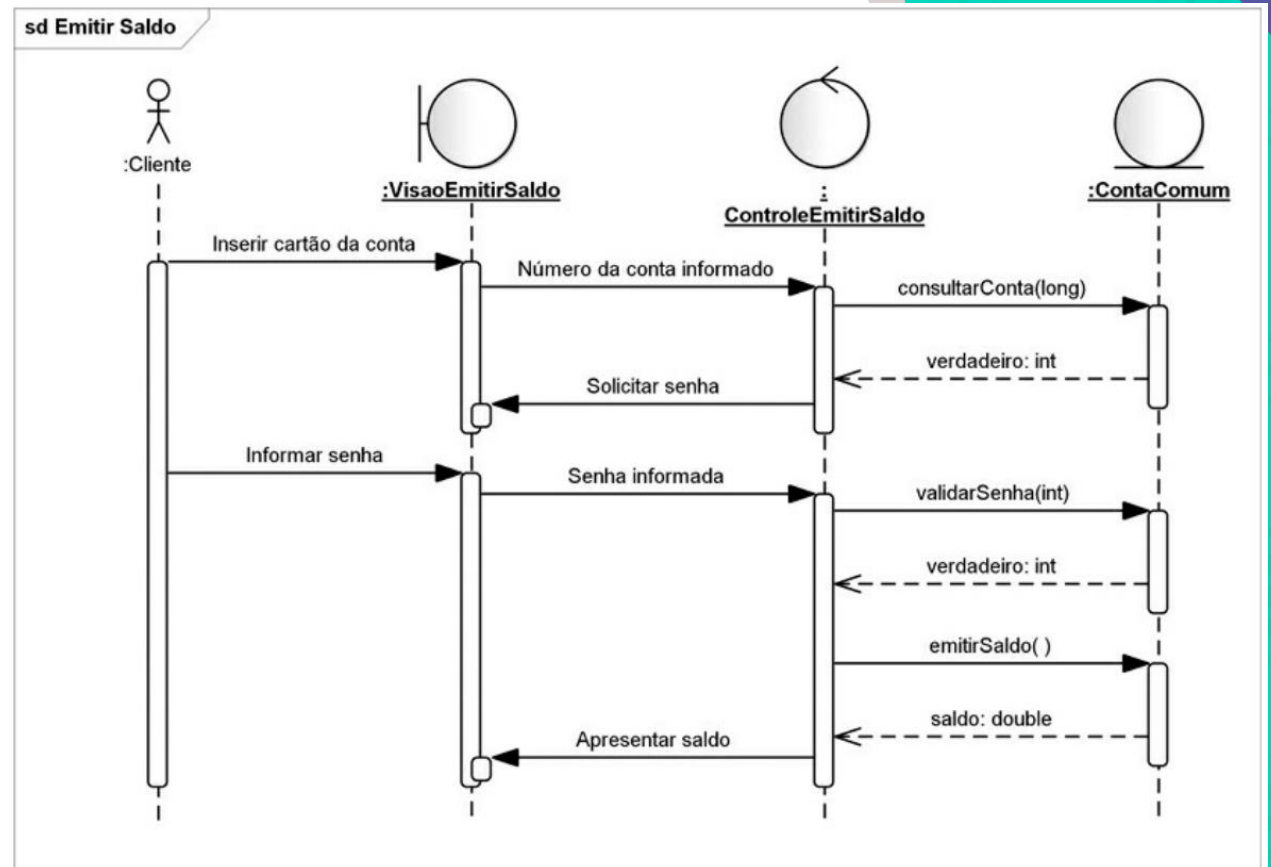 sd Emitir Saldo
:Cliente
:VisaoEmitirSaldo
:
ControleEmitirSaldo
:ContaComum
Inserir cartão da conta
Número da conta informado
consultarConta(long)
verdadeiro: int
Solicitar senha
Informar senha
Senha informada
validarSenha(int)
verdadeiro: int
emitirSaldo( )
saldo: double
Apresentar saldo